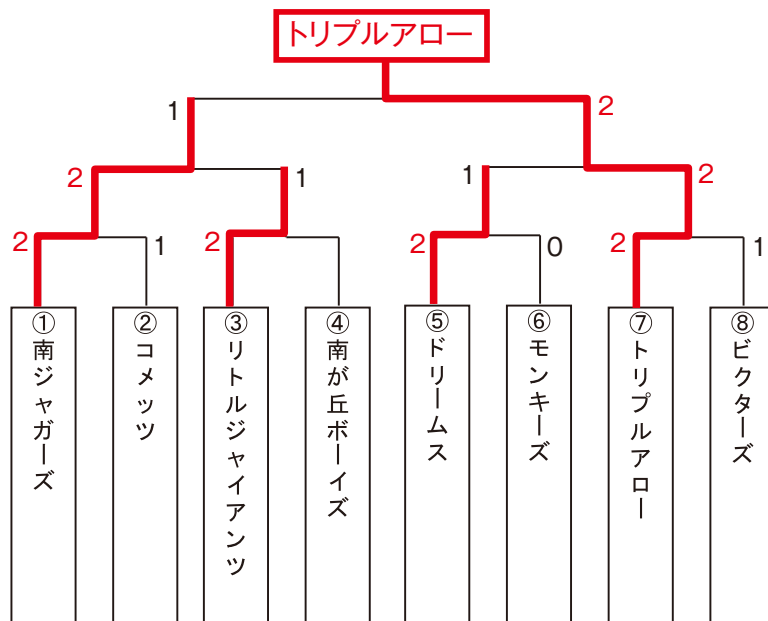 トリプルアロー
1
2
2
1
1
2
2
1
2
2
0
2
1
①南ジャガーズ
②コメッツ
③リトルジャイアンツ
④南が丘ボーイズ
⑤ドリームス
⑥モンキーズ
⑦トリプルアロー
⑧ビクターズ